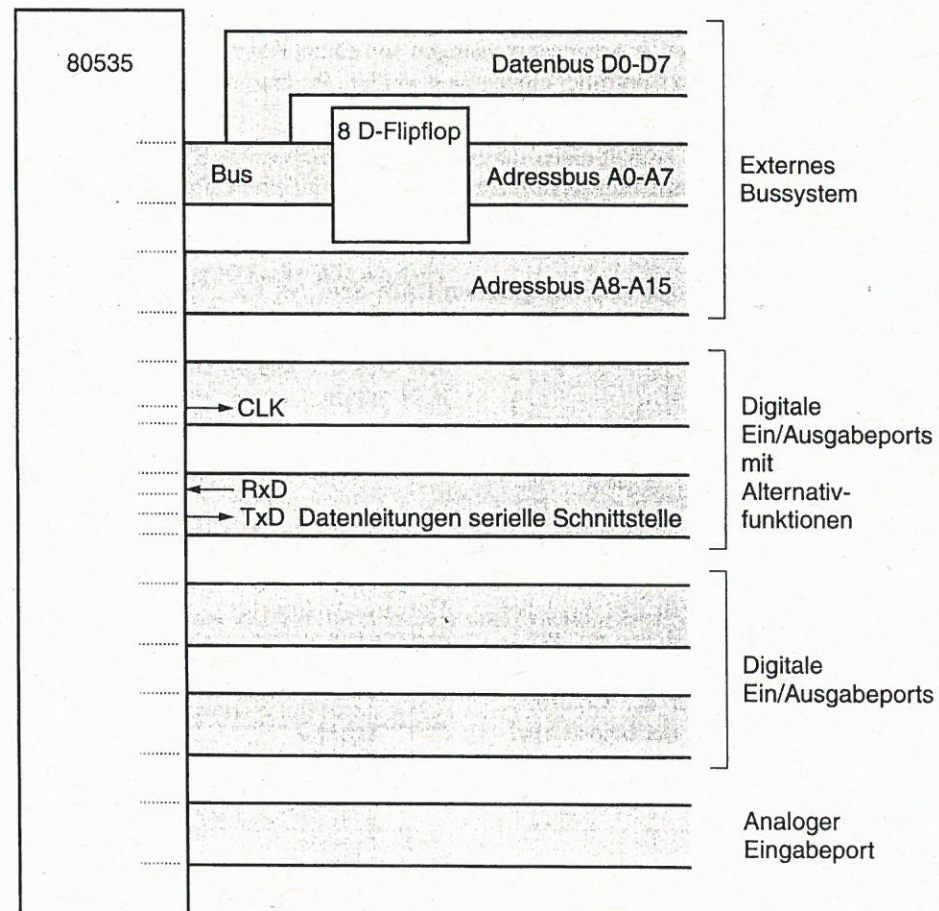 80535
Datenbus D0-D7
8 D-Flipflop
Bus
Adressbus A0-A7
Adressbus A8-A15
Externes
Bussystem
CLK
RxD
TxD Datenleitungen serielle Schnittstelle
Digitale
Ein/Ausgabeports
mit
Alternativ-
funktionen
Digitale
Ein/Ausgabeports
Analoger
Eingabeport